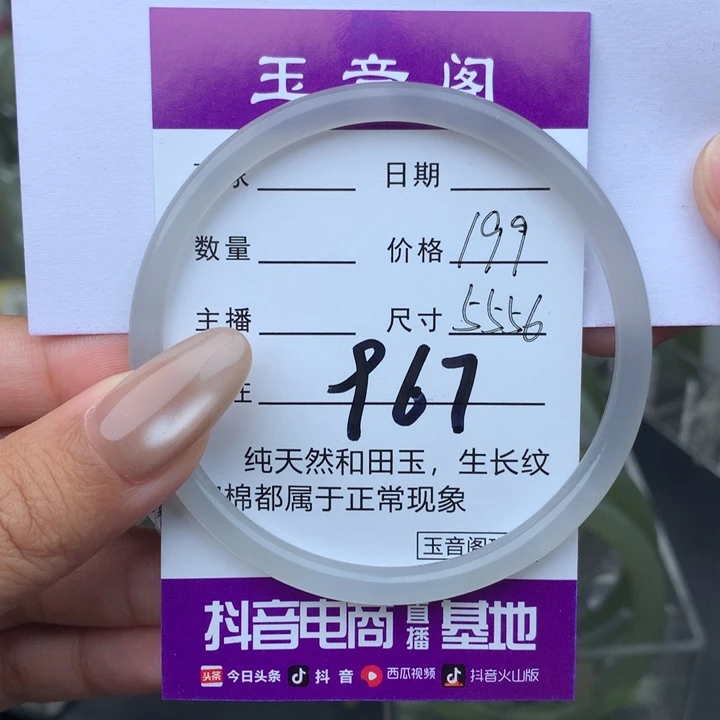 玉音阁
日期
数量 价格 199
主播 尺寸 5556
967
纯天然和田玉，生长纹
棉都属于正常现象
玉音阁
抖音电商 直播 基地
头条 今日头条 抖音 西瓜视频 抖音火山版